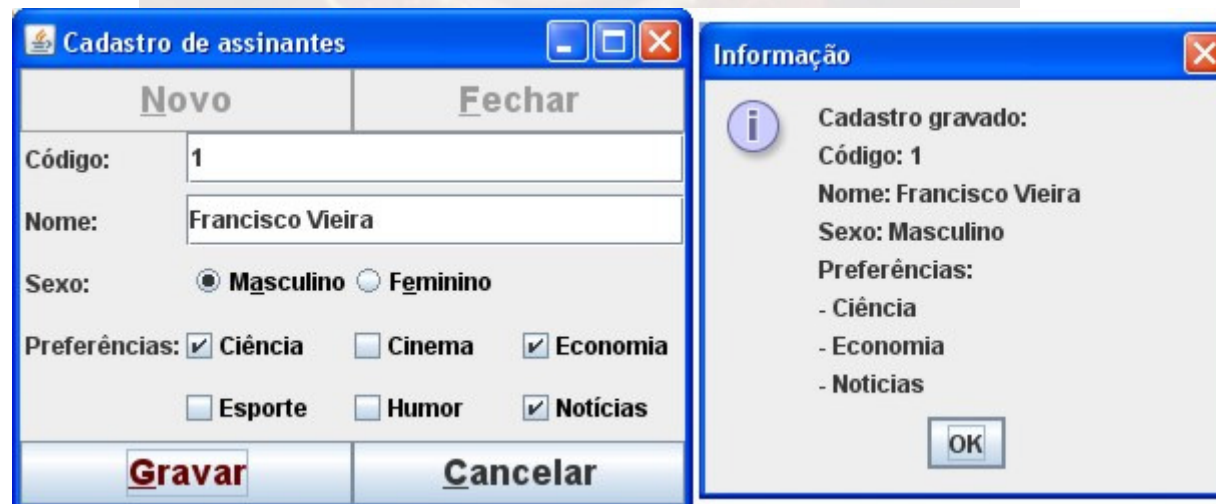 Cadastro de assinantes
Novo Fechar
Código: 1
Nome: Francisco Vieira
Sexo: Masculino Feminino
Preferências: Ciência Cinema Economia
Esporte Humor Notícias
Gravar Cancelar
Informação
Cadastro gravado:
Código: 1
Nome: Francisco Vieira
Sexo: Masculino
Preferências:
- Ciência
- Economia
- Noticias
OK